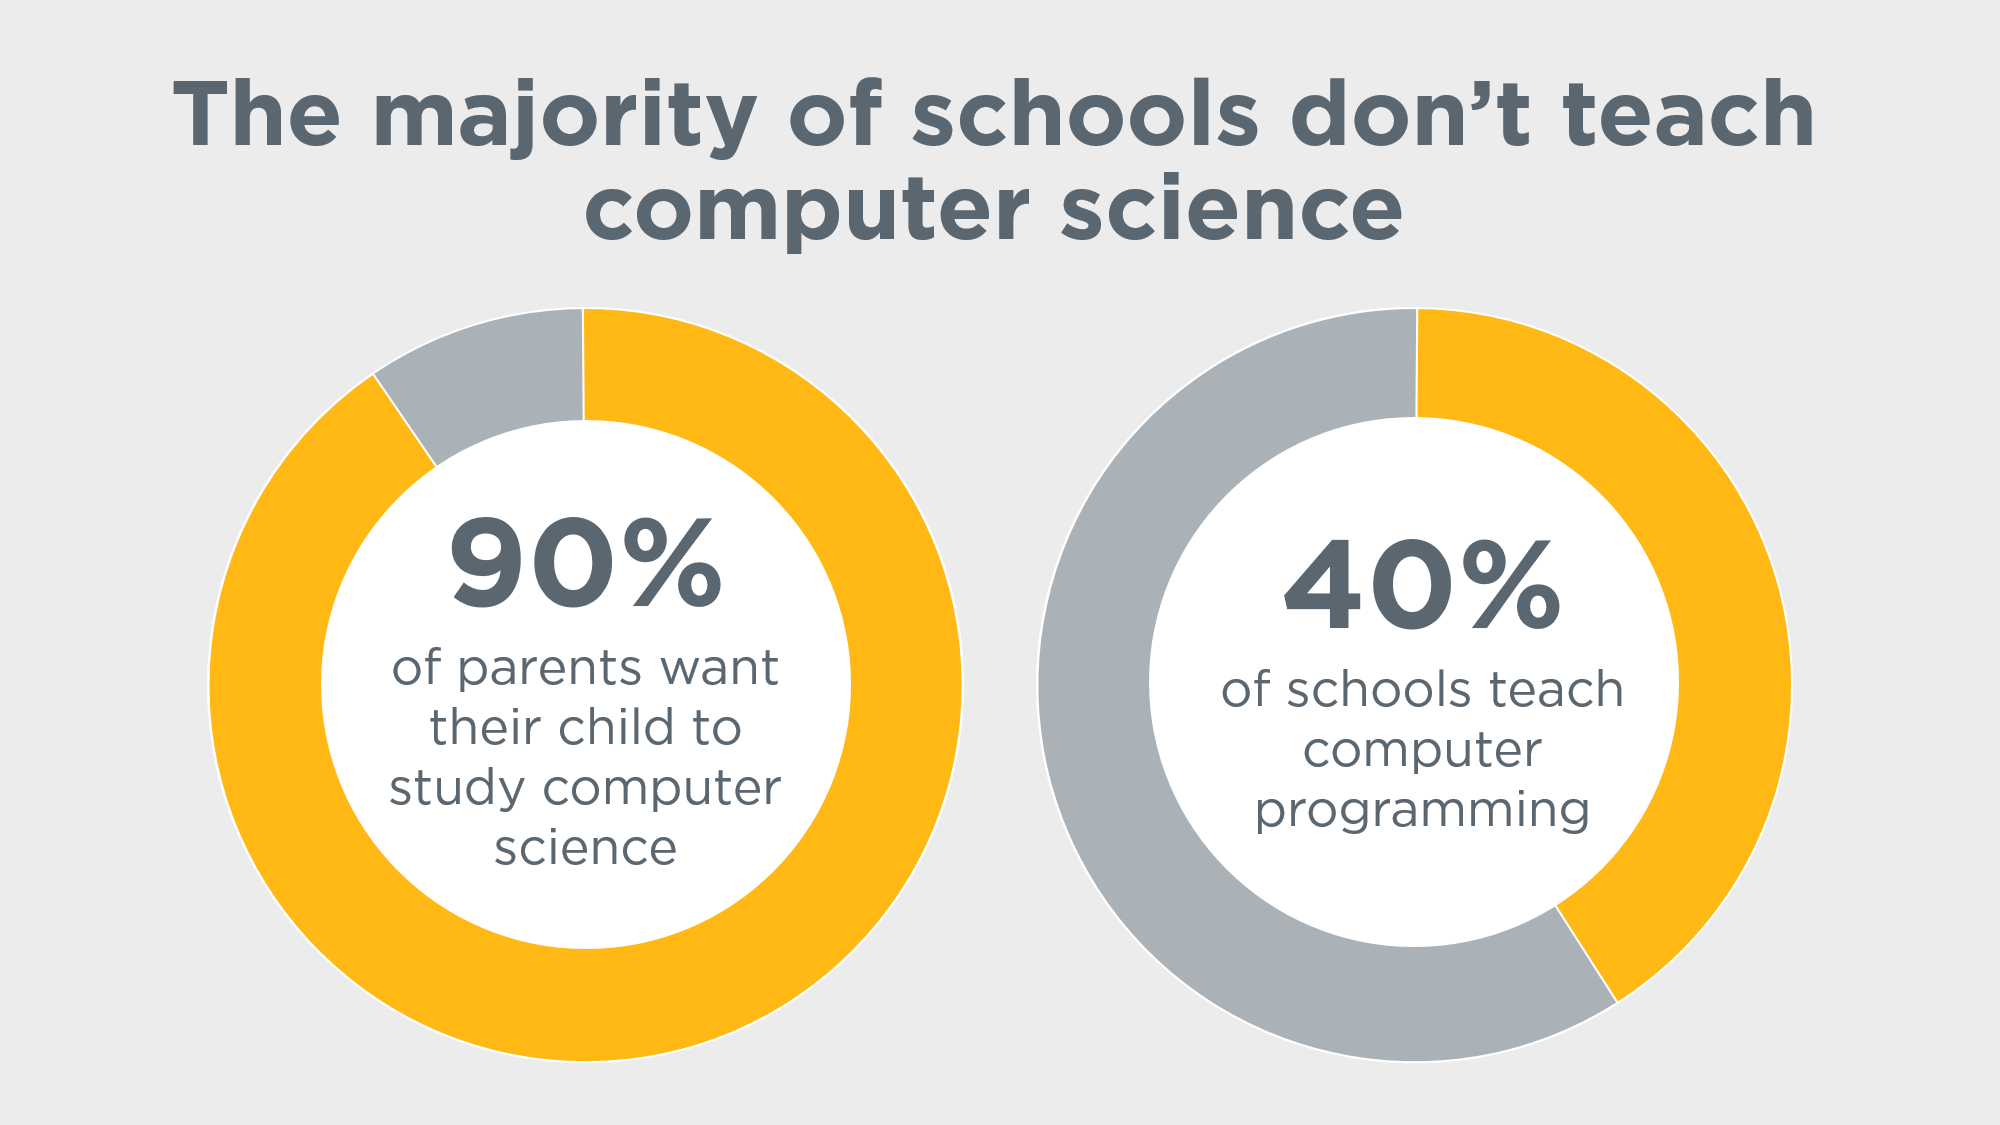 The majority of schools don’t teach
computer science
90%
of parents want
their child to
study computer
science
40%
of schools teach
computer
programming